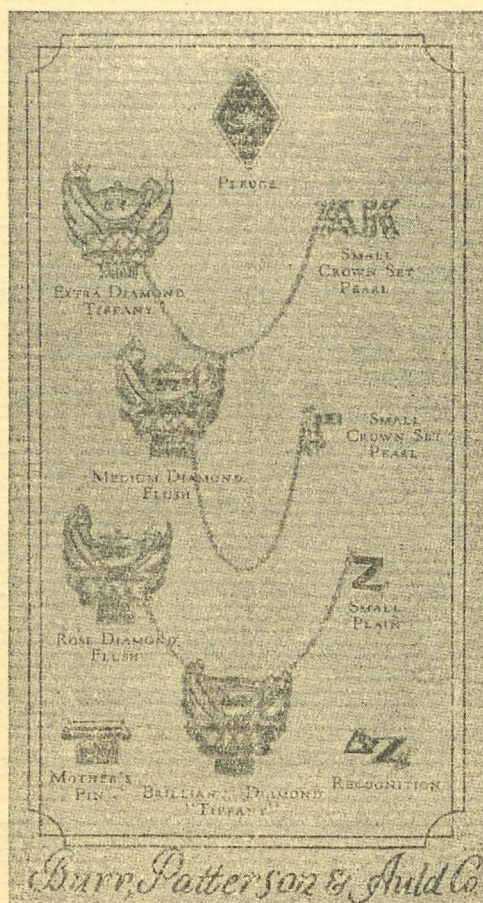 PLEDGE
SMALL
CROWN SET
PEARL
EXTRA DIAMOND
"TIFFANY"
SMALL
CROWN SET
PEARL
MEDIUM DIAMOND
FLUSH
SMALL
PLAIN
ROSE DIAMOND
FLUSH
MOTHER'S
PIN
BRILLIANT DIAMOND
"TIFFANY"
RECOGNITION
Burr, Patterson & Auld Co